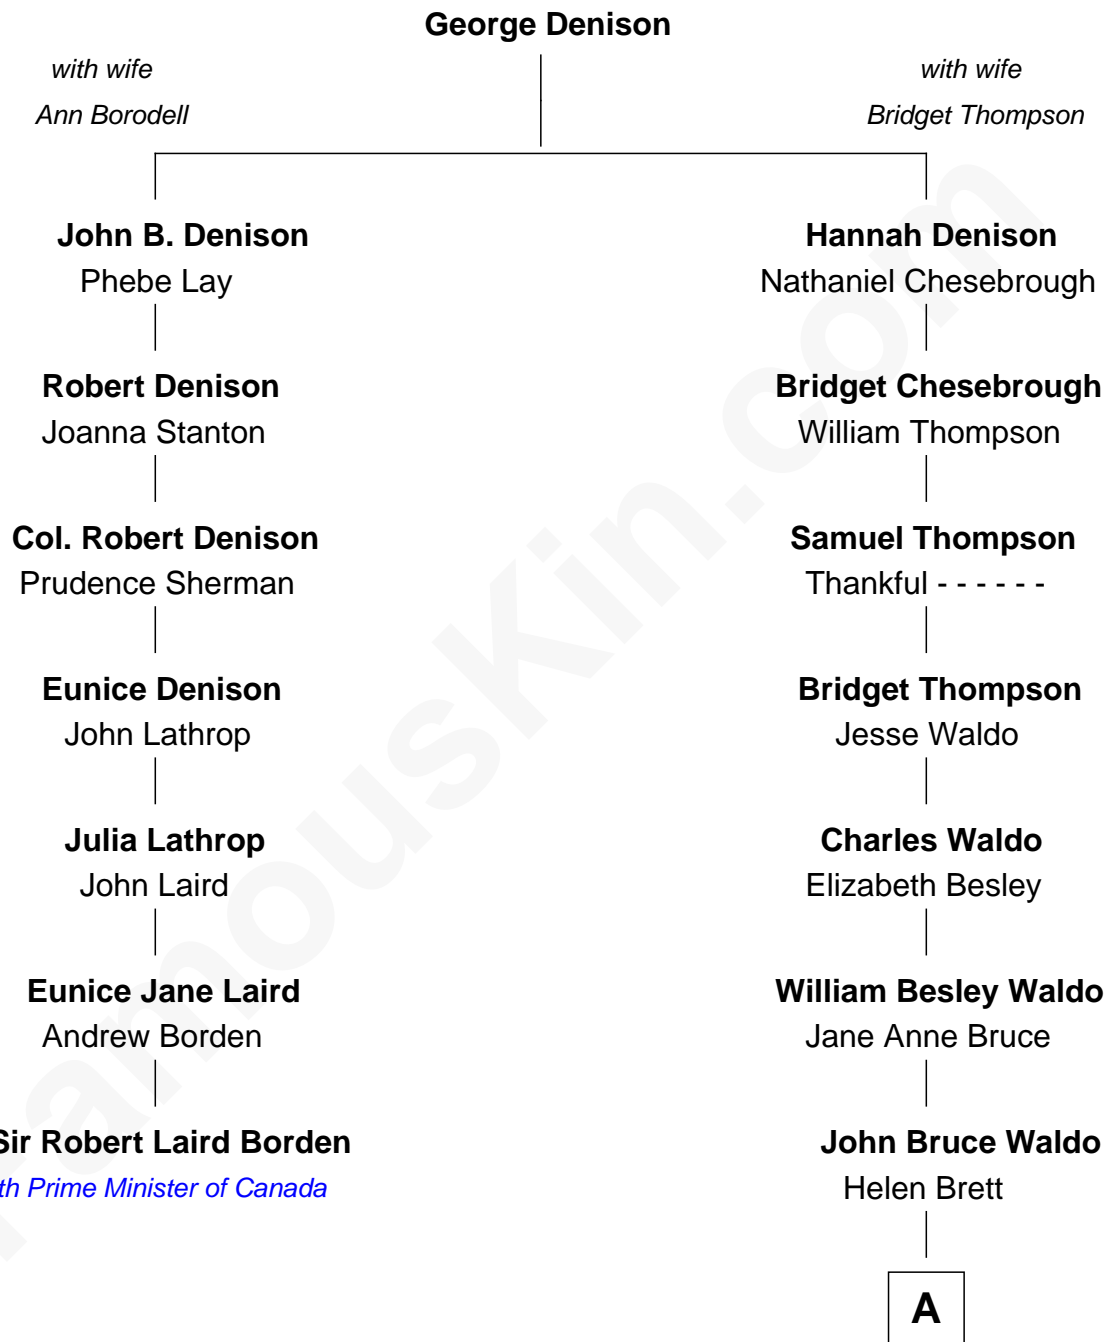 George Denison
with wife
Ann Borodell
with wife
Bridget Thompson
John B. Denison
Phebe Lay
Hannah Denison
Nathaniel Chesebrough
Robert Denison
Joanna Stanton
Bridget Chesebrough
William Thompson
Col. Robert Denison
Prudence Sherman
Samuel Thompson
Thankful - - - - - -
Eunice Denison
John Lathrop
Bridget Thompson
Jesse Waldo
Julia Lathrop
John Laird
Charles Waldo
Elizabeth Besley
Eunice Jane Laird
Andrew Borden
William Besley Waldo
Jane Anne Bruce
Sir Robert Laird Borden
th Prime Minister of Canada
John Bruce Waldo
Helen Brett
A
FamousKin.com